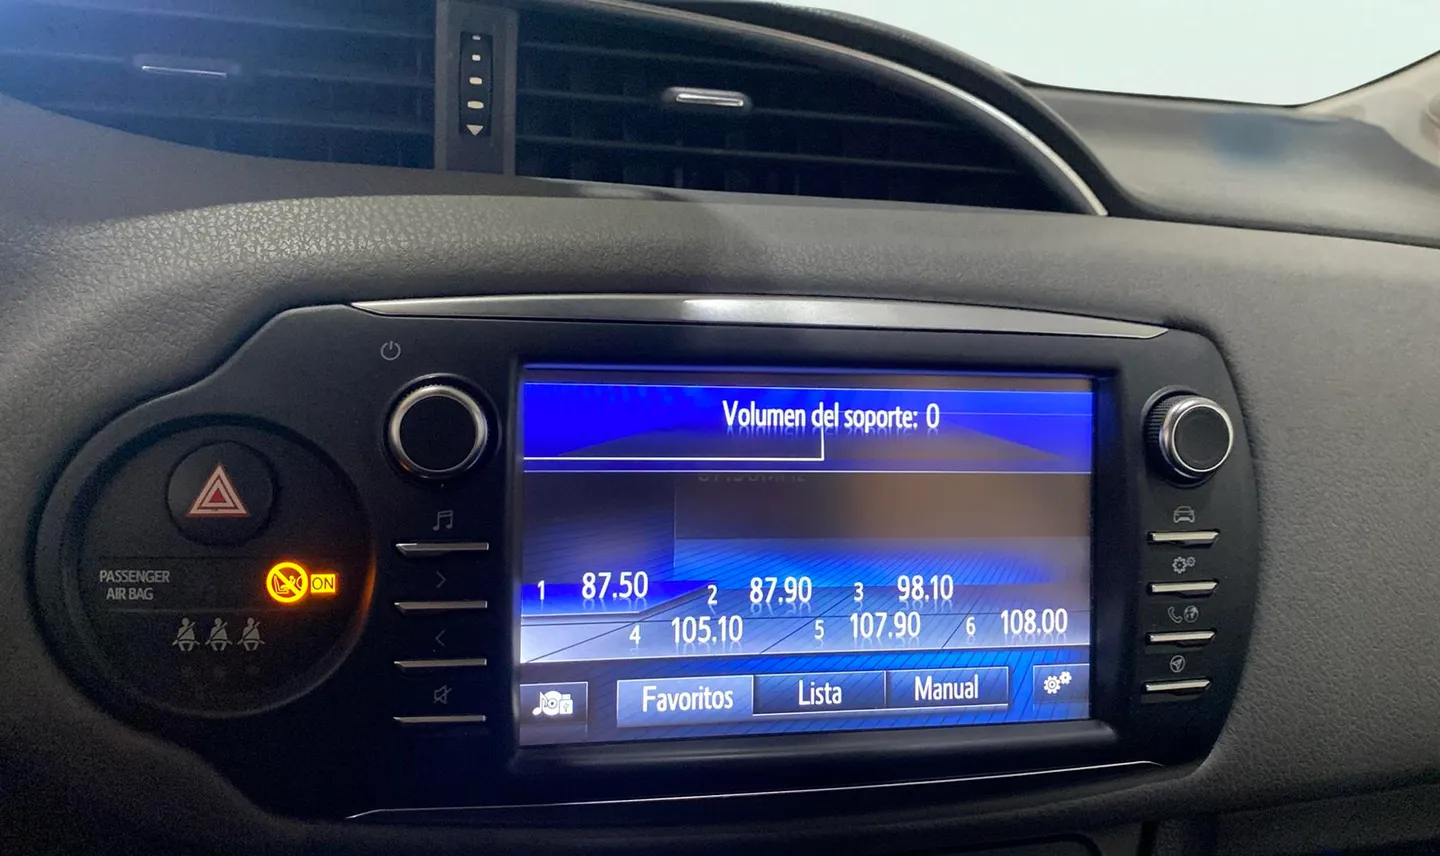 Volumen del soporte: 0
1 87.50 2 87.90 3 98.10
4 105.10 5 107.90 6 108.00
Favoritos Lista Manual
PASSENGER
AIR BAG
ON